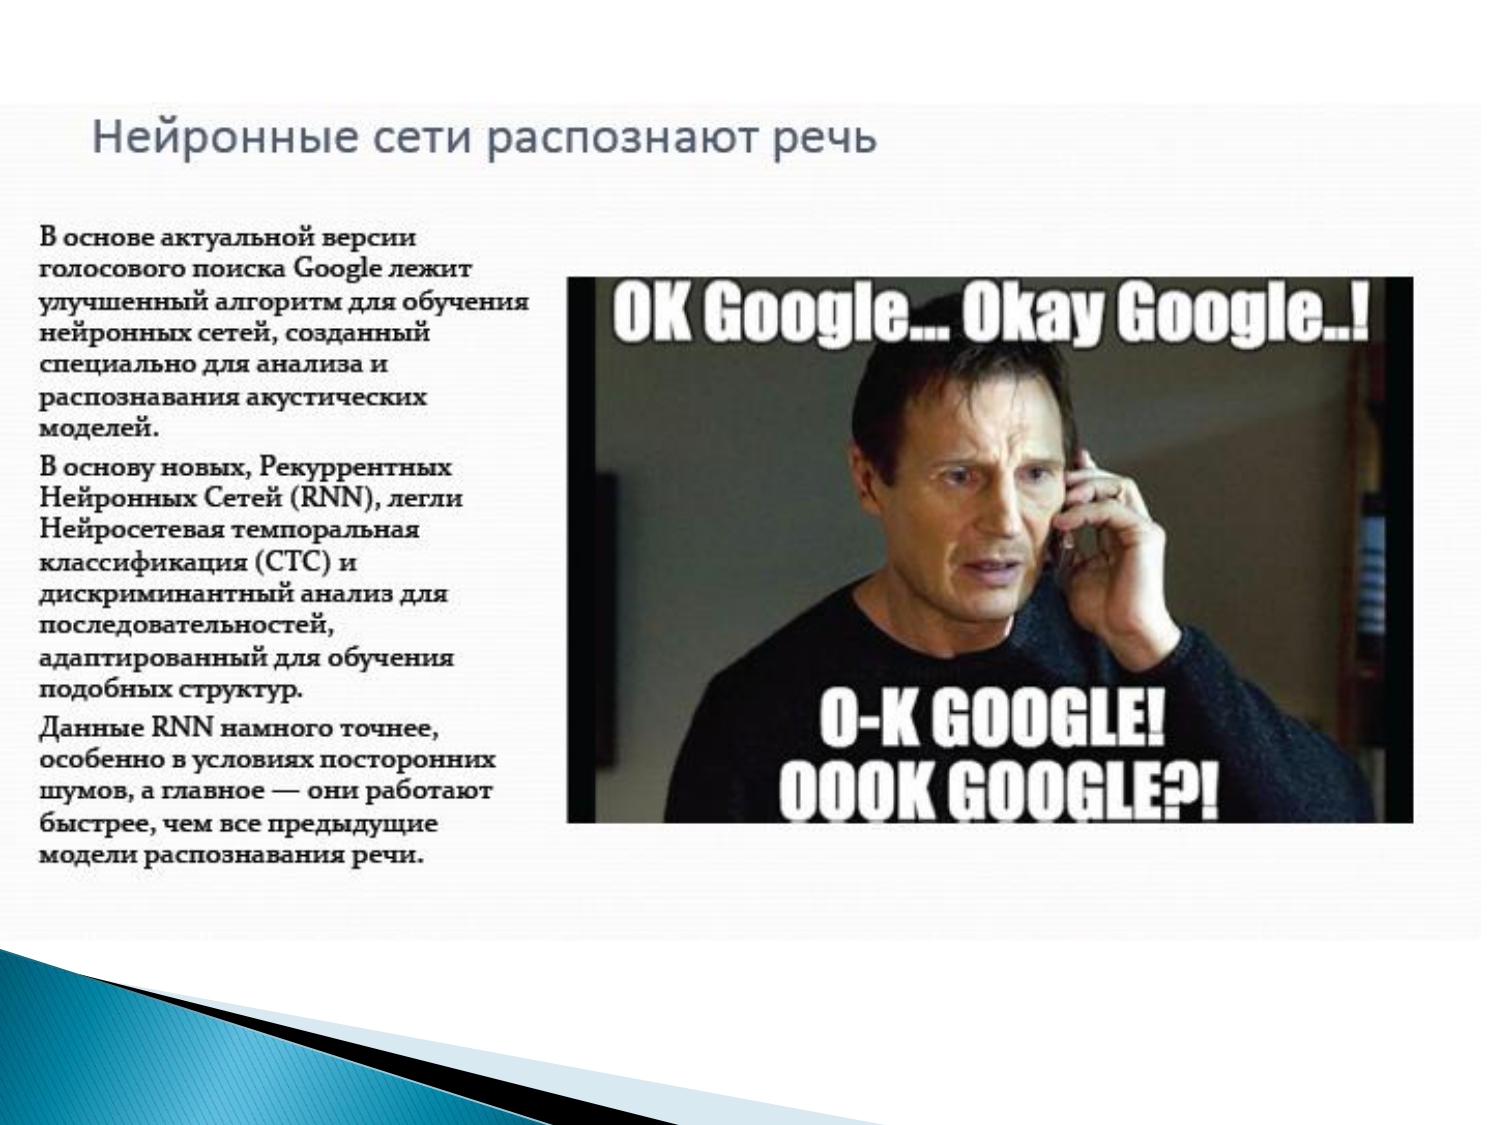 Нейронные сети распознают речь
В основе актуальной версии
голосового поиска Google лежит
улучшенный алгоритм для обучения
нейронных сетей, созданный
специально для анализа и
распознавания акустических
моделей.
В основу новых, Рекуррентных
Нейронных Сетей (RNN), легли
Нейросетевая темпоральная
классификация (CTC) и
дискриминантный анализ для
последовательностей,
адаптированный для обучения
подобных структур.
Данные RNN намного точнее,
особенно в условиях посторонних
шумов, а главное — они работают
быстрее, чем все предыдущие
модели распознавания речи.
OK Google... Okay Google..!
O-K GOOGLE!
OOOK GOOGLE?!